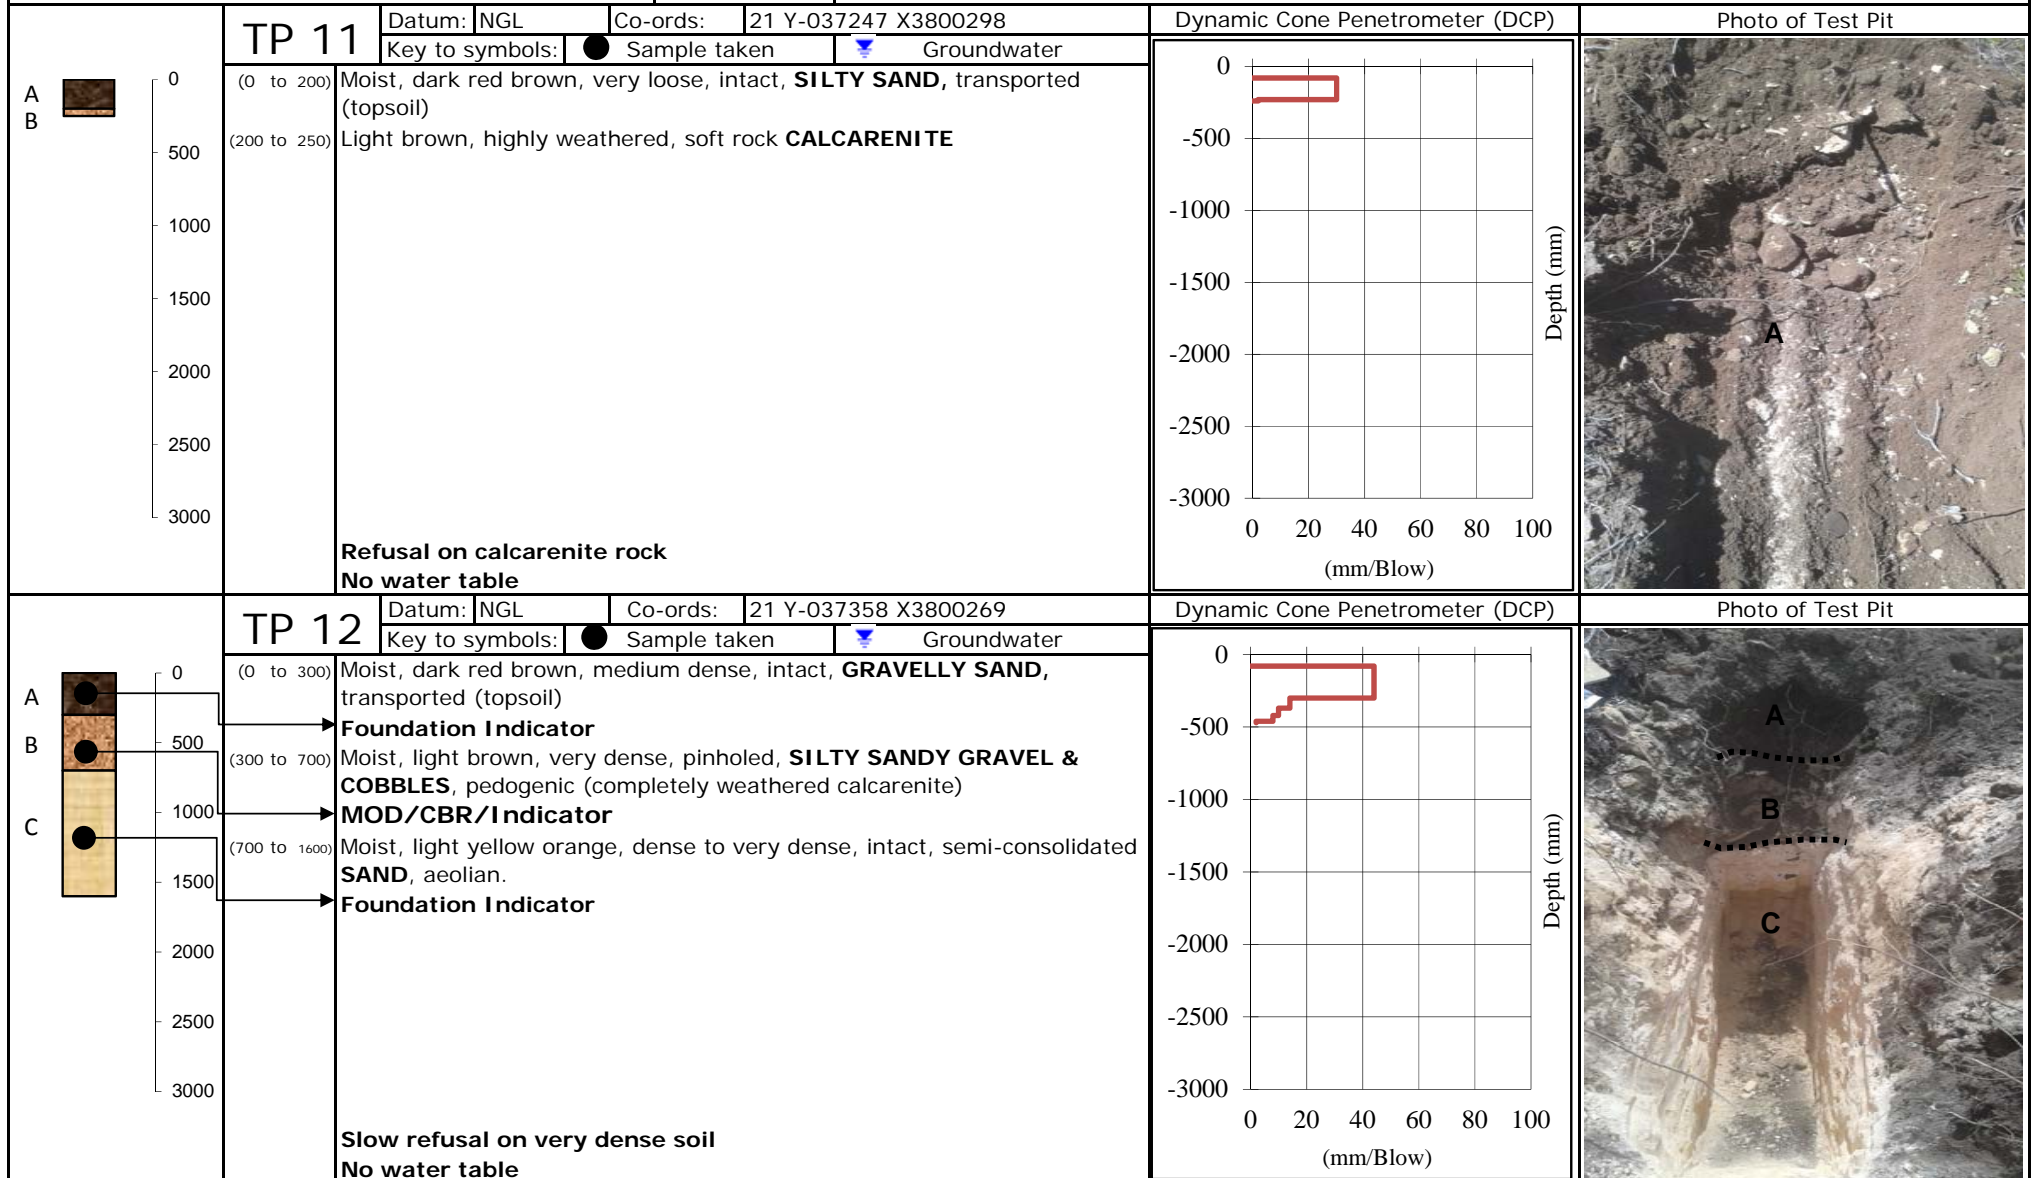 TP 11
Datum: NGL Co-ords: 21 Y-037247 X3800298
Key to symbols: Sample taken Groundwater
Dynamic Cone Penetrometer (DCP)
Photo of Test Pit
A
B
0
500
1000
1500
2000
2500
3000
(0 to 200) Moist, dark red brown, very loose, intact, SILTY SAND, transported
(topsoil)
(200 to 250) Light brown, highly weathered, soft rock CALCARENITE
Refusal on calcarenite rock
No water table
0
-500
-1000
-1500
-2000
-2500
-3000
0 20 40 60 80 100
(mm/Blow)
Depth (mm)
A
TP 12
Datum: NGL Co-ords: 21 Y-037358 X3800269
Key to symbols: Sample taken Groundwater
Dynamic Cone Penetrometer (DCP)
Photo of Test Pit
A
B
C
0
500
1000
1500
2000
2500
3000
(0 to 300) Moist, dark red brown, medium dense, intact, GRAVELLY SAND,
transported (topsoil)
Foundation Indicator
(300 to 700) Moist, light brown, very dense, pinholed, SILTY SANDY GRAVEL &
COBBLES, pedogenic (completely weathered calcarenite)
MOD/CBR/Indicator
(700 to 1600) Moist, light yellow orange, dense to very dense, intact, semi-consolidated
SAND, aeolian.
Foundation Indicator
Slow refusal on very dense soil
No water table
0
-500
-1000
-1500
-2000
-2500
-3000
0 20 40 60 80 100
(mm/Blow)
Depth (mm)
A
B
C